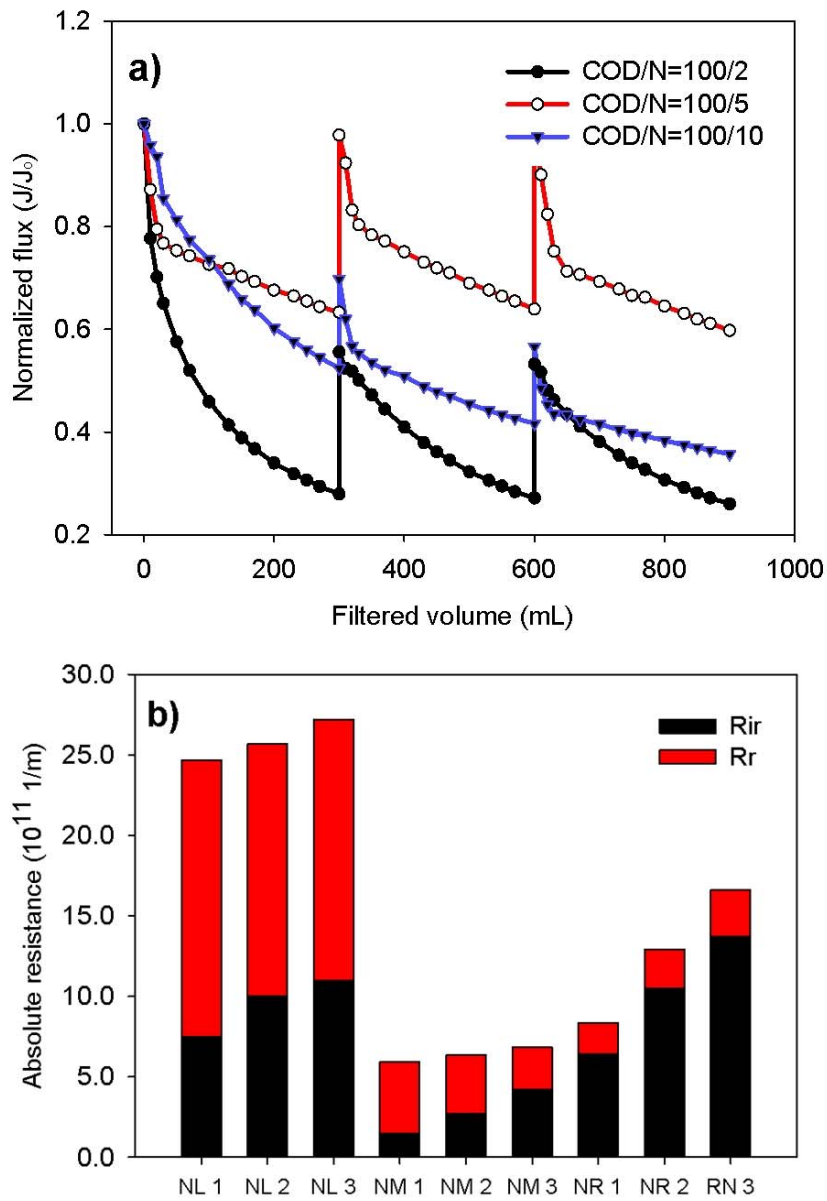 a)
COD/N=100/2
COD/N=100/5
COD/N=100/10
Normalized flux (J/J₀)
1.2
1.0
0.8
0.6
0.4
0.2
0 200 400 600 800 1000
Filtered volume (mL)
b)
Rir
Rr
Absolute resistance (10¹¹ 1/m)
30.0
25.0
20.0
15.0
10.0
5.0
0.0
NL 1 NL 2 NL 3 NM 1 NM 2 NM 3 NR 1 NR 2 RN 3